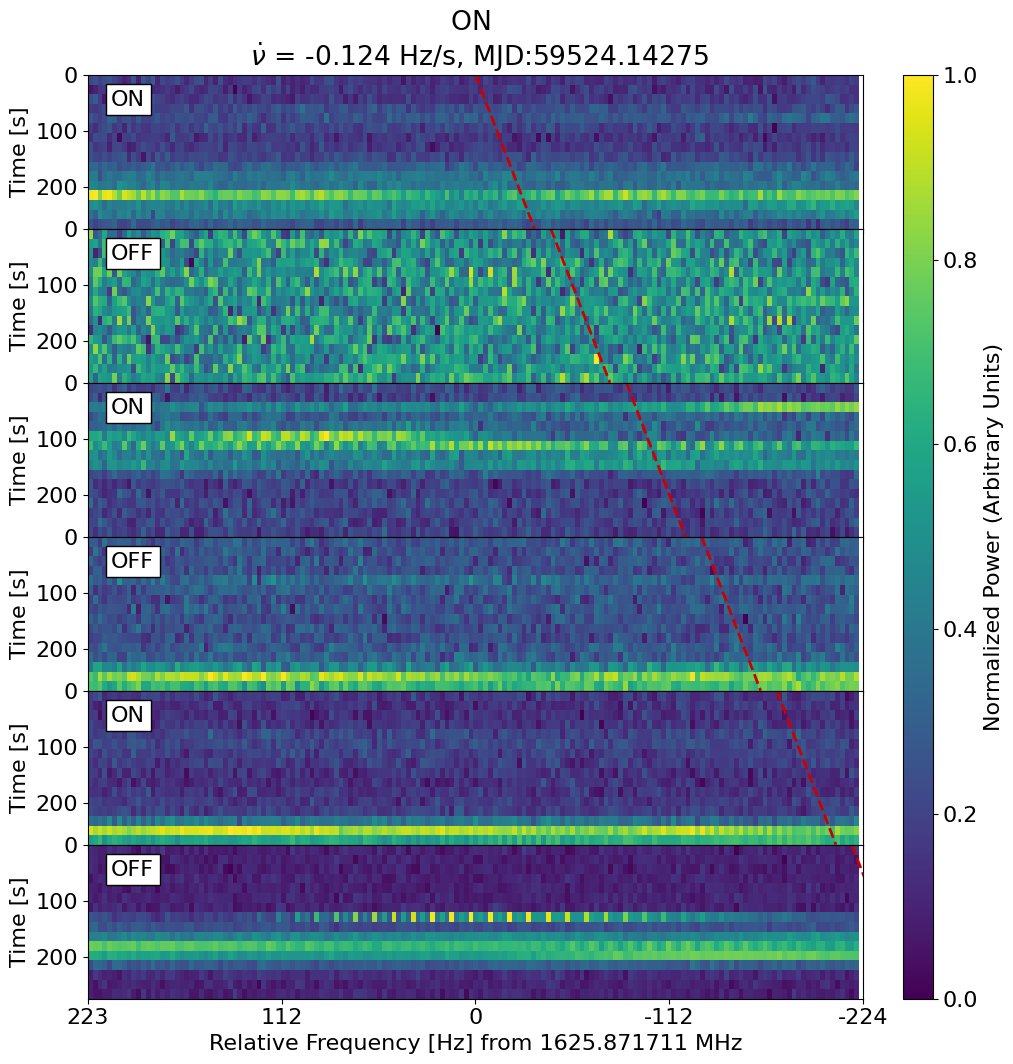 ON
ν̇ = -0.124 Hz/s, MJD:59524.14275
0
100
200
Time [s]
ON
0
100
200
Time [s]
OFF
0
100
200
Time [s]
ON
0
100
200
Time [s]
OFF
0
100
200
Time [s]
ON
0
100
200
Time [s]
OFF
223 112 0 -112 -224
Relative Frequency [Hz] from 1625.871711 MHz
1.0
0.8
0.6
0.4
0.2
0.0
Normalized Power (Arbitrary Units)